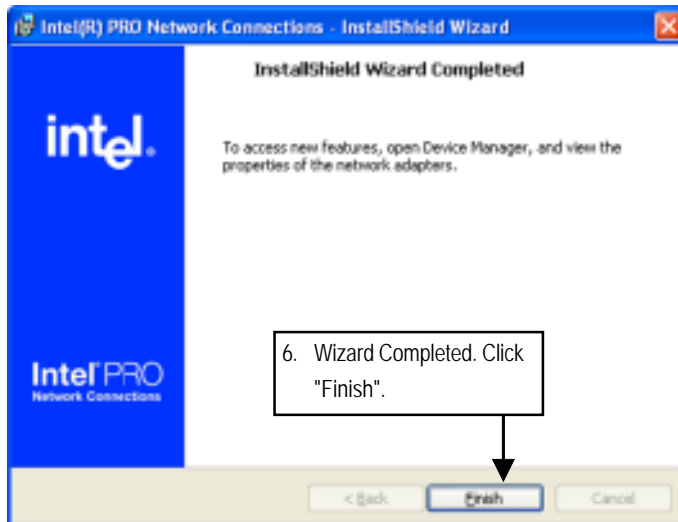 Intel(R) PRO Network Connections - InstallShield Wizard
InstallShield Wizard Completed
intel.
To access new features, open Device Manager, and view the
properties of the network adapters.
6. Wizard Completed. Click
"Finish".
Intel® PRO
Network Connections
< Back
Finish
Cancel